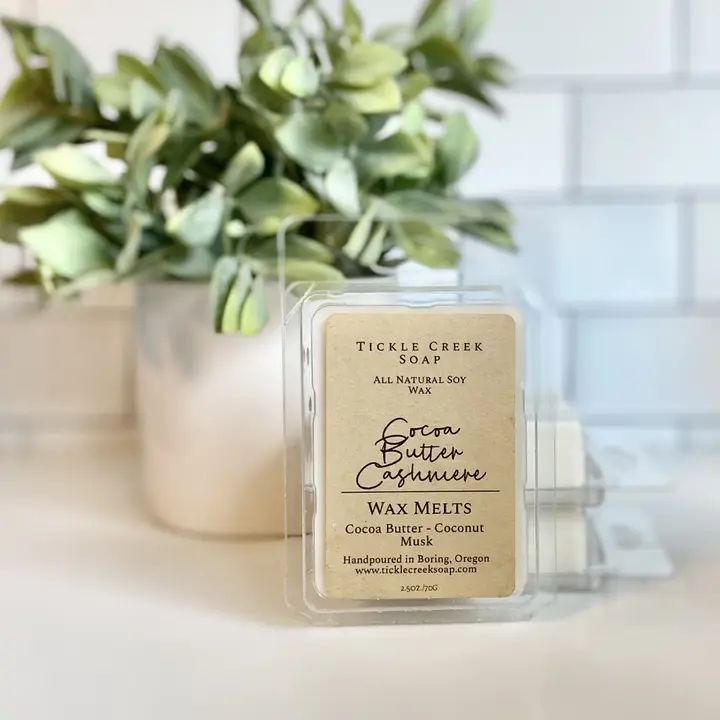 Tickle Creek
Soap
All Natural Soy
Wax
Cocoa
Butter
Cashmere
Wax Melts
Cocoa Butter - Coconut
Musk
Handpoured in Boring, Oregon
www.ticklecreeksoap.com
2.5oz./70g